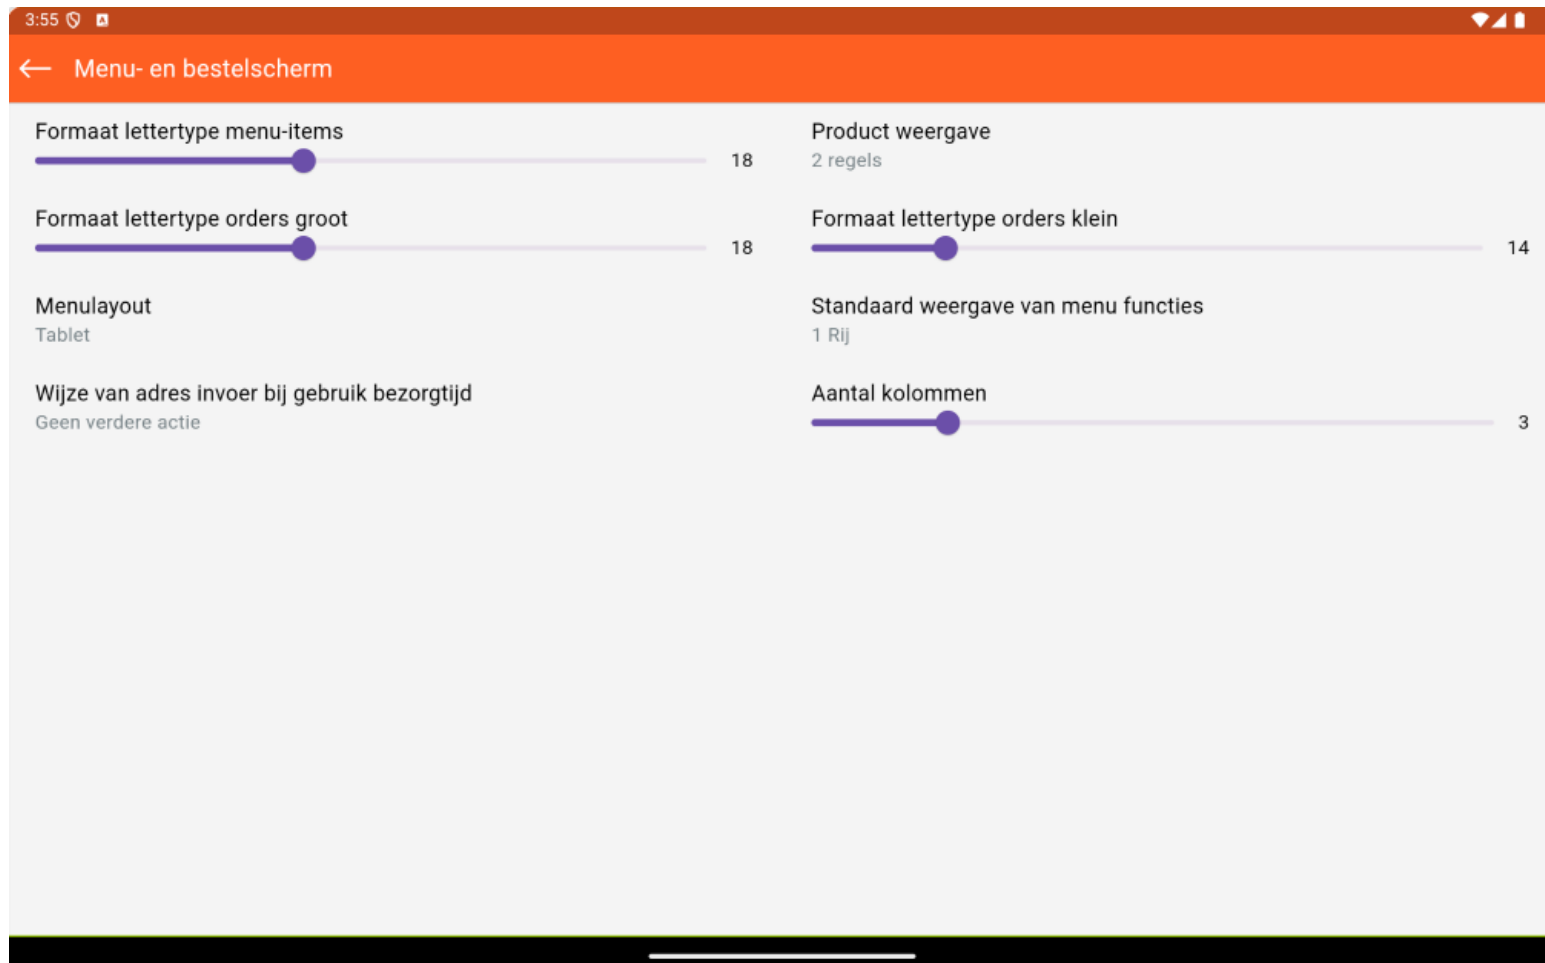 3:55
Menu- en bestelscherm
Formaat lettertype menu-items
18
Product weergave
2 regels
Formaat lettertype orders groot
18
Formaat lettertype orders klein
14
Menulayout
Tablet
Standaard weergave van menu functies
1 Rij
Wijze van adres invoer bij gebruik bezorgtijd
Geen verdere actie
Aantal kolommen
3